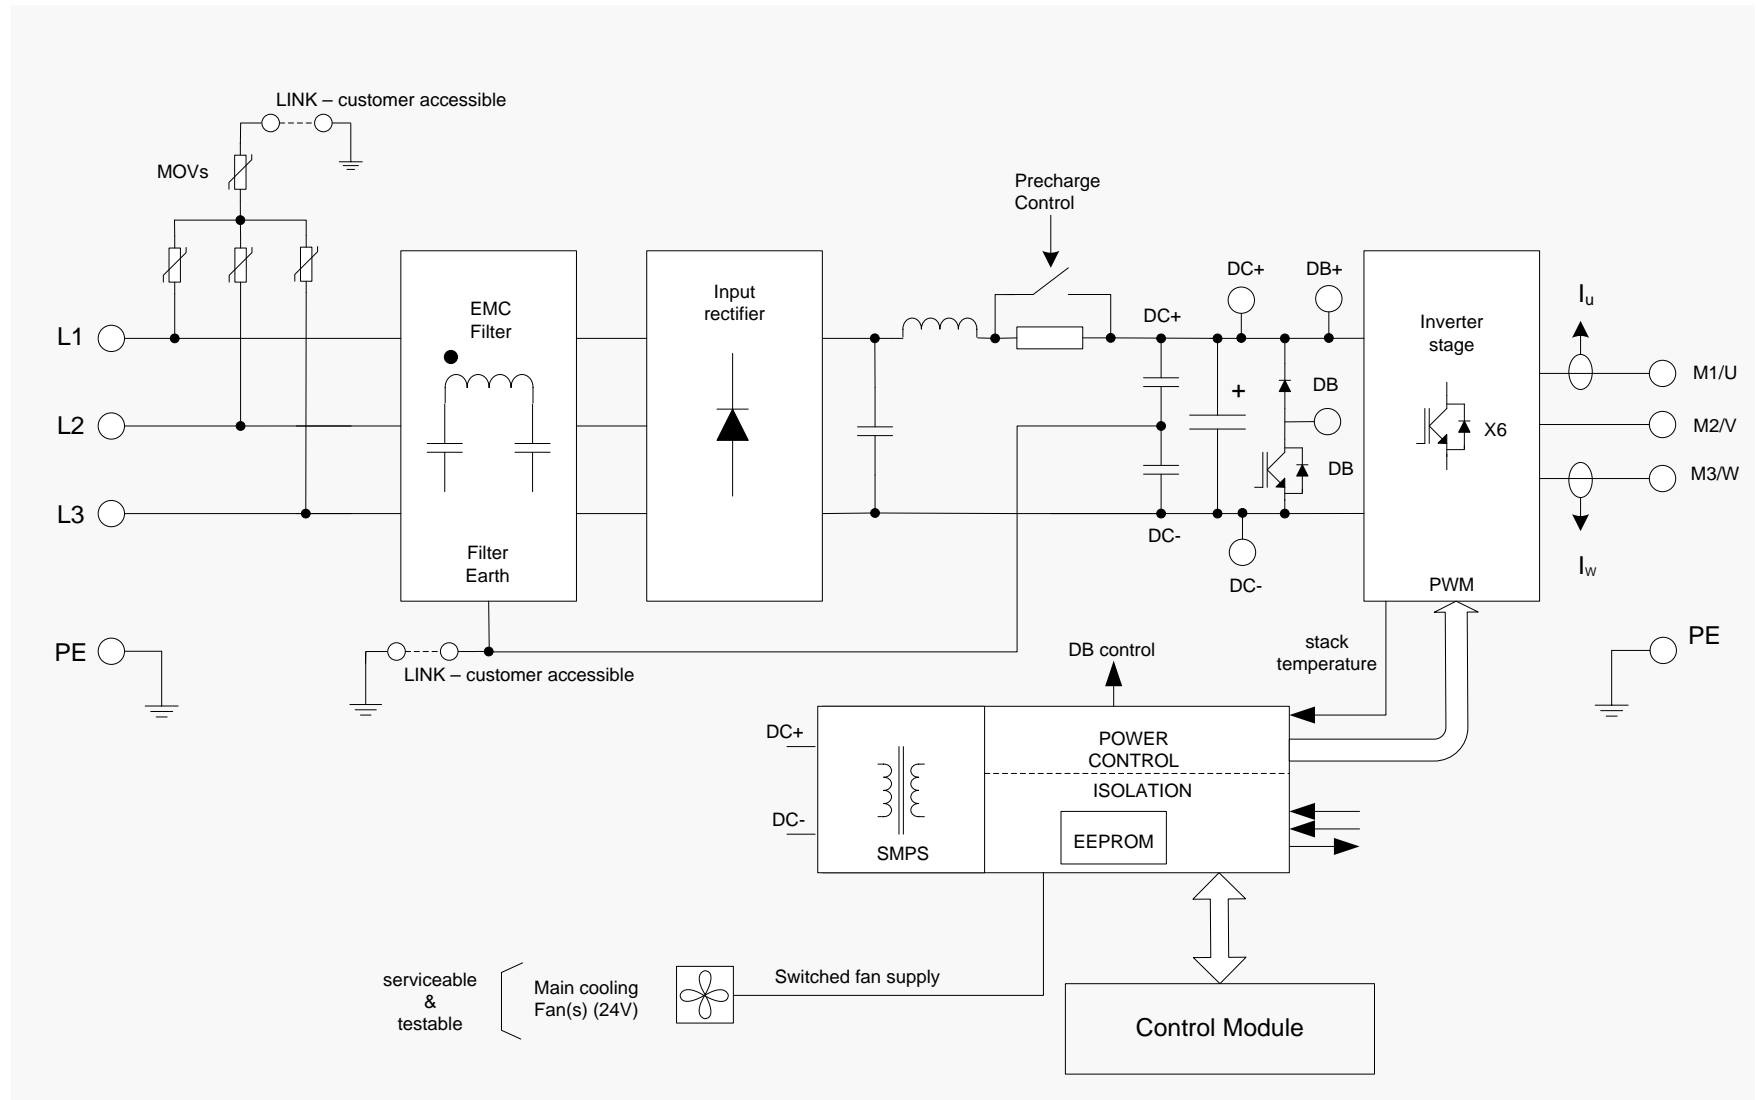 LINK – customer accessible
MOVs
Precharge
Control
L1
L2
L3
PE
EMC
Filter
Filter
Earth
LINK – customer accessible
Input
rectifier
DC+
DC+
DB+
+
DB
DB
DC-
DC-
Inverter
stage
X6
PWM
Iu
M1/U
M2/V
M3/W
Iw
PE
stack
temperature
DB control
DC+
DC-
SMPS
POWER
CONTROL
ISOLATION
EEPROM
serviceable
&
testable
Main cooling
Fan(s) (24V)
Switched fan supply
Control Module